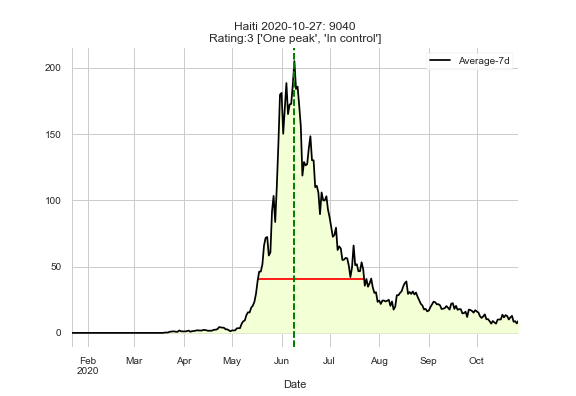 Haiti 2020-10-27: 9040
Rating:3 ['One peak', 'In control']
Average-7d
200
150
100
50
0
Feb Mar Apr May Jun Jul Aug Sep Oct
2020
Date